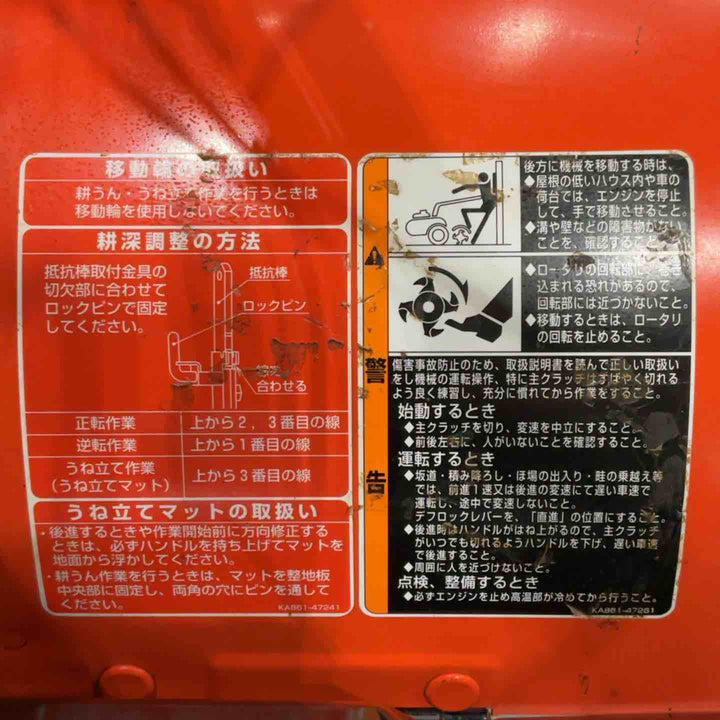 移動輪の取扱い
耕うん・うね立て作業を行うときは
移動輪を使用しないでください。
耕深調整の方法
抵抗棒取付金具の
切欠部に合わせて
ロックピンで固定
してください。
抵抗棒
ロックピン
合わせる
正転作業 上から2，3番目の線
逆転作業 上から1番目の線
うね立て作業
(うね立てマット) 上から3番目の線
うね立てマットの取扱い
・後進するときや作業開始前に方向修正する
ときは、必ずハンドルを持ち上げてマットを
地面から浮かしてください。
・耕うん作業を行うときは、マットを整地板
中央部に固定し、両角の穴にピンを通して
ください。
KA861-47241
警告
後方に機械を移動する時は、
◆屋根の低いハウス内や車の
荷台では、エンジンを停止
して、手で移動させること。
◆溝や壁などの障害物がない
ことを、確認すること。
◆ロータリの回転部に、巻き
込まれる恐れがあるので、
回転部には近づかないこと。
◆移動するときは、ロータリ
の回転を止めること。
傷害事故防止のため、取扱説明書を読んで正しい取扱い
をし機械の運転操作、特に主クラッチはすばやく切れる
よう良く練習し、充分に慣れてから作業をすること。
始動するとき
◆主クラッチを切り、変速を中立にすること。
◆前後左右に、人がいないことを確認すること。
運転するとき
◆坂道・積み降ろし・ほ場の出入り・畦の乗越え等
では、前進1速又は後進の変速にて遅い車速で
運転し、途中で変速しないこと。
デフロックレバーを、「直進」の位置にすること。
◆後進時はハンドルがはね上がるので、主クラッチ
がいつでも切れるようハンドルを下げ、遅い車速
で後進すること。
◆周囲に人を近づけないこと。
点検、整備するとき
◆必ずエンジンを止め高温部が冷めてから行うこと。
KA861-47261